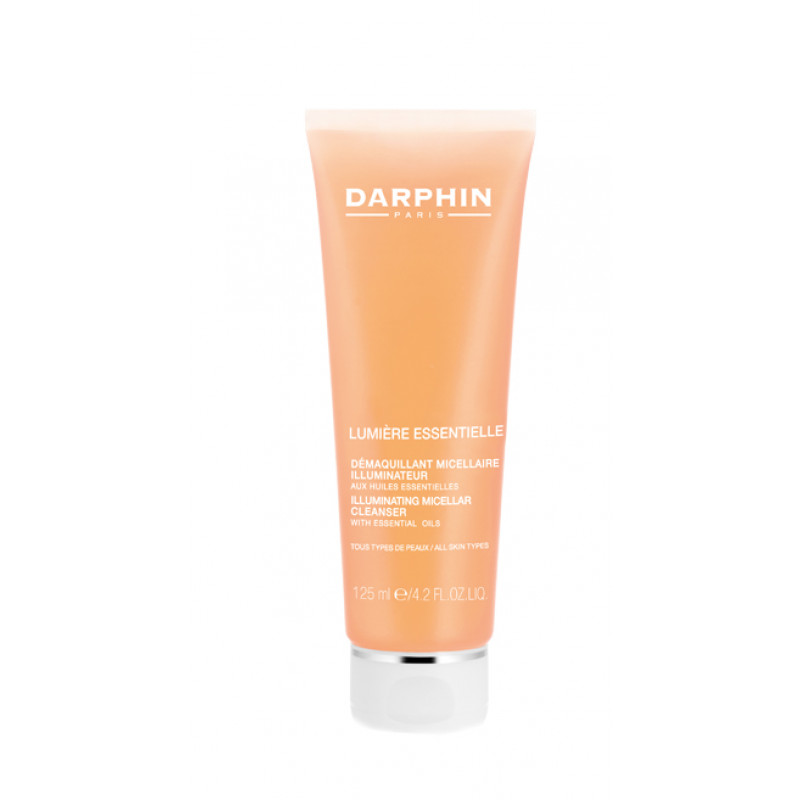 DARPHIN
PARIS
LUMIÈRE ESSENTIELLE
DÉMAQUILLANT MICELLAIRE
ILLUMINATEUR
AUX HUILES ESSENTIELLES
ILLUMINATING MICELLAR
CLEANSER
WITH ESSENTIAL OILS
TOUS TYPES DE PEAUX/ALL SKIN TYPES
125 ml ℮/4.2 FL.OZ.LIQ.